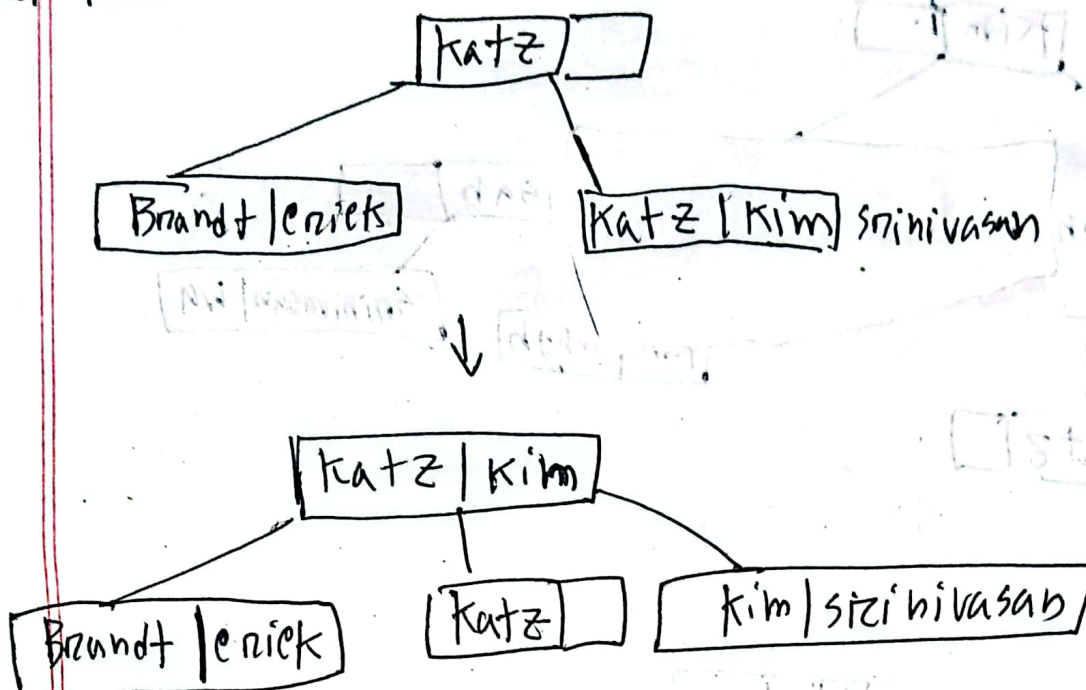 Katz
Brandt | crick
Katz | Kim srinivasan
Katz | Kim
Brandt | crick
Katz
Kim | srinivasan